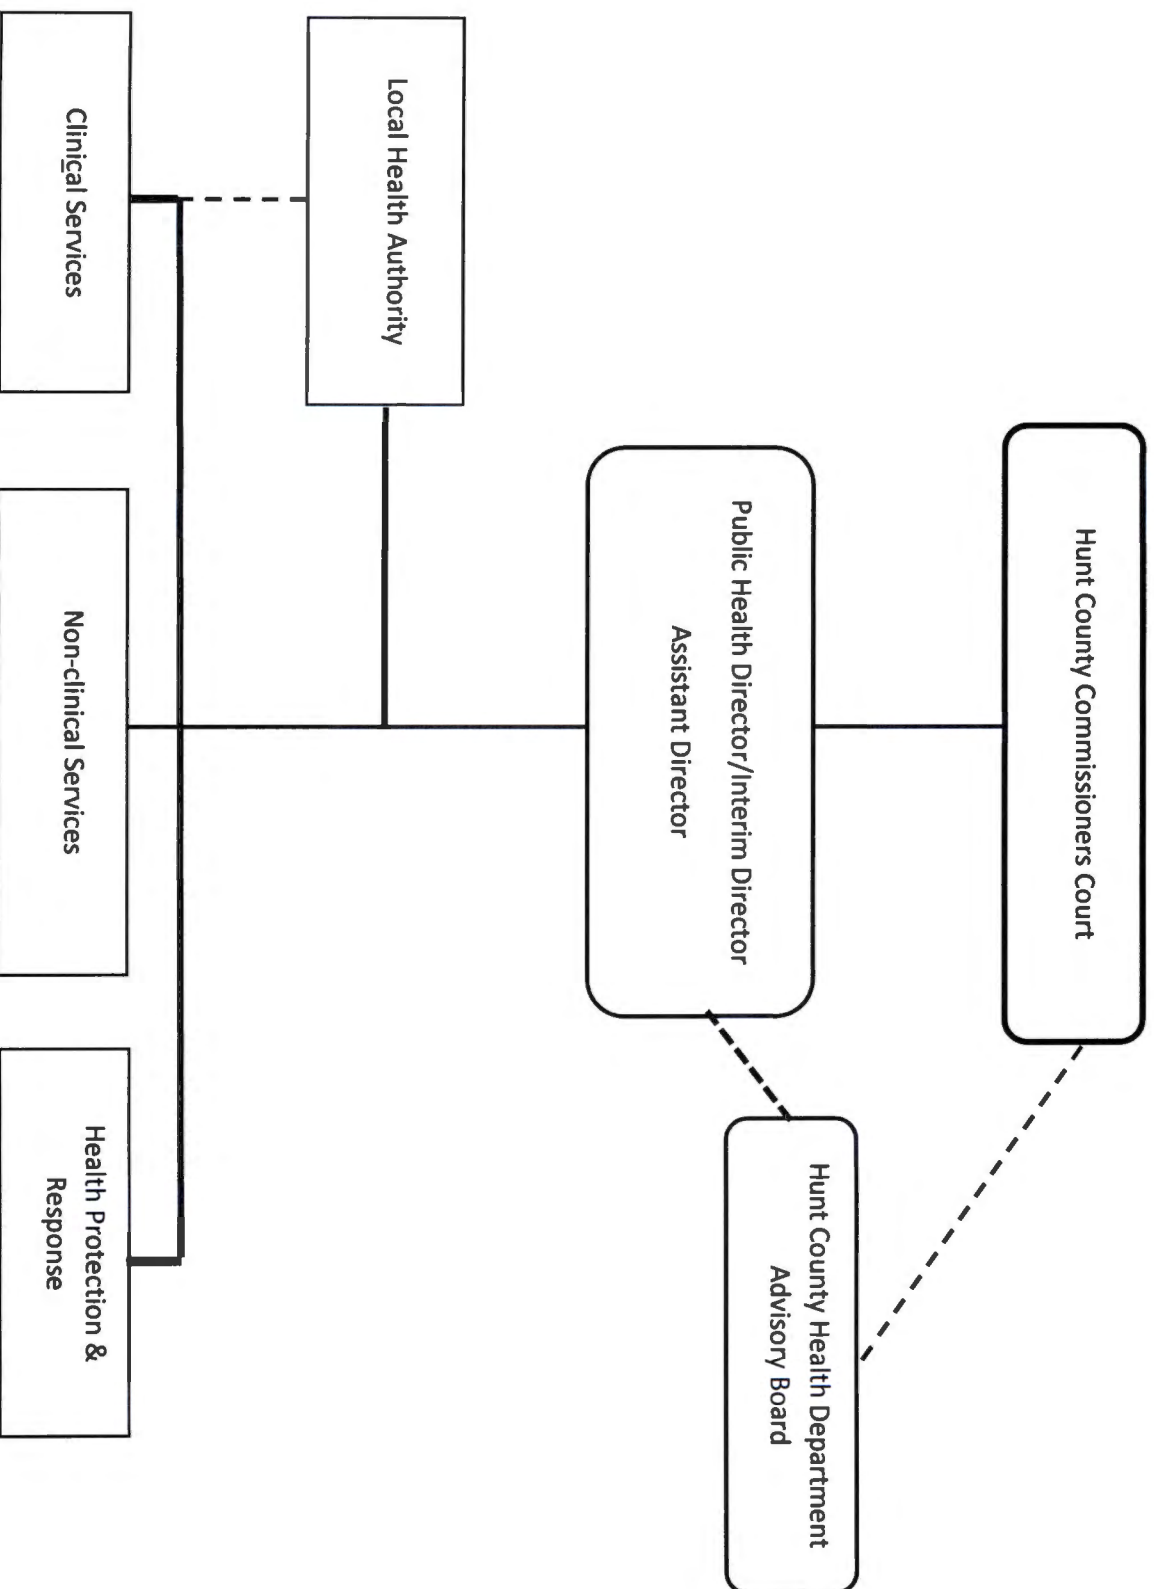 Hunt County Commissioners Court
Hunt County Health Department
Advisory Board
Public Health Director/Interim Director
Assistant Director
Local Health Authority
Clinical Services
Non-clinical Services
Health Protection &
Response